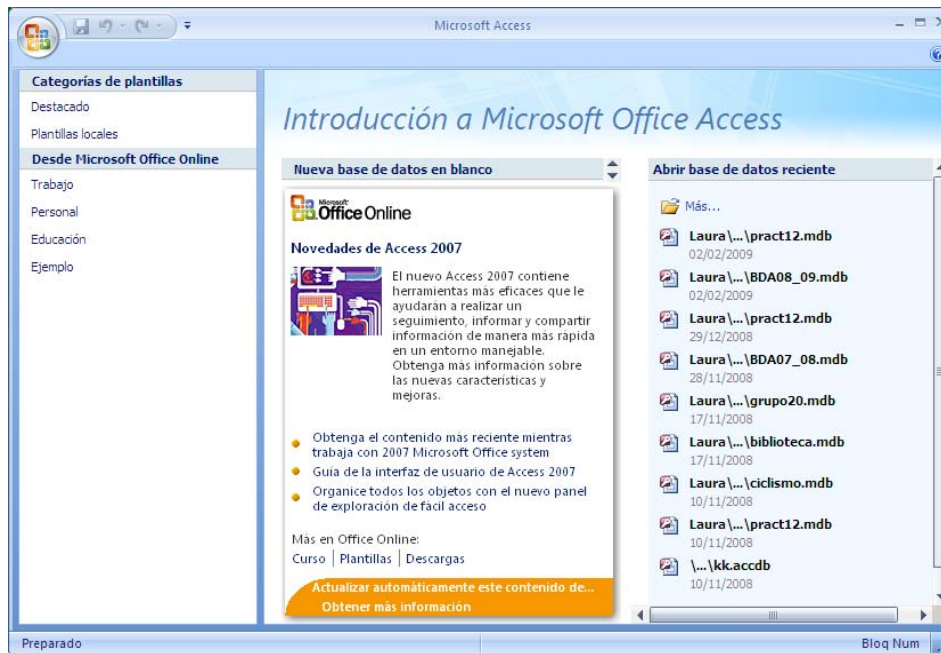 Microsoft Access
Categorías de plantillas
Destacado
Plantillas locales
Desde Microsoft Office Online
Trabajo
Personal
Educación
Ejemplo
Introducción a Microsoft Office Access
Nueva base de datos en blanco
Microsoft
Office Online
Novedades de Access 2007
El nuevo Access 2007 contiene
herramientas más eficaces que le
ayudarán a realizar un
seguimiento, informar y compartir
información de manera más rápida
en un entorno manejable.
Obtenga más información sobre
las nuevas características y
mejoras.
Obtenga el contenido más reciente mientras
trabaja con 2007 Microsoft Office system
Guía de la interfaz de usuario de Access 2007
Organice todos los objetos con el nuevo panel
de exploración de fácil acceso
Más en Office Online:
Curso | Plantillas | Descargas
Actualizar automáticamente este contenido de...
Obtener más información
Abrir base de datos reciente
Más...
Laura\...\pract12.mdb
02/02/2009
Laura\...\BDA08_09.mdb
02/02/2009
Laura\...\pract12.mdb
29/12/2008
Laura\...\BDA07_08.mdb
28/11/2008
Laura\...\grupo20.mdb
17/11/2008
Laura\...\biblioteca.mdb
17/11/2008
Laura\...\ciclismo.mdb
10/11/2008
Laura\...\pract12.mdb
10/11/2008
\...\kk.accdb
10/11/2008
Preparado
Bloq Num